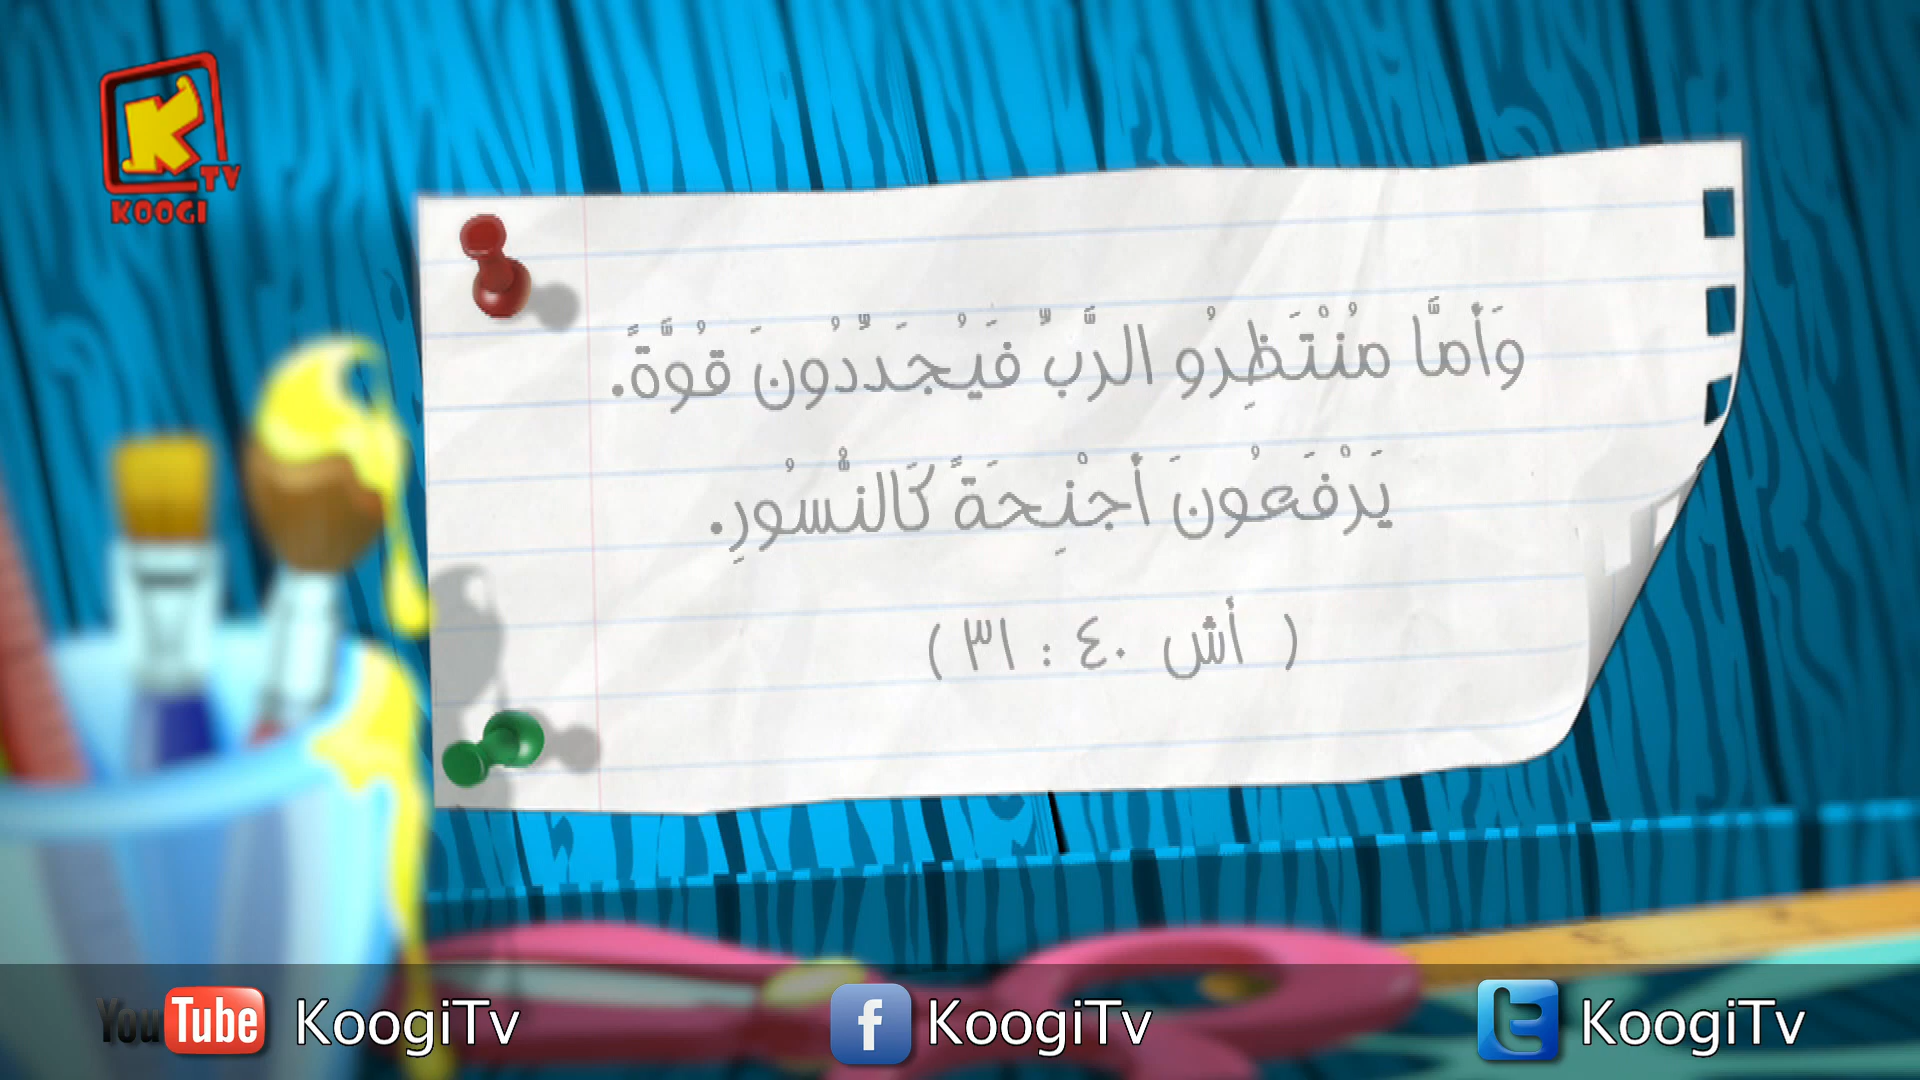 K
TV
KOOGI
وَأَمَّا مُنْتَظِرُو الرَّبِّ فَيُجَدِّدُونَ قُوَّةً.
يَرْفَعُونَ أَجْنِحَةً كَالنُّسُورِ.
( أش ٤٠ : ٣١ )
YouTube KoogiTv f KoogiTv t KoogiTv